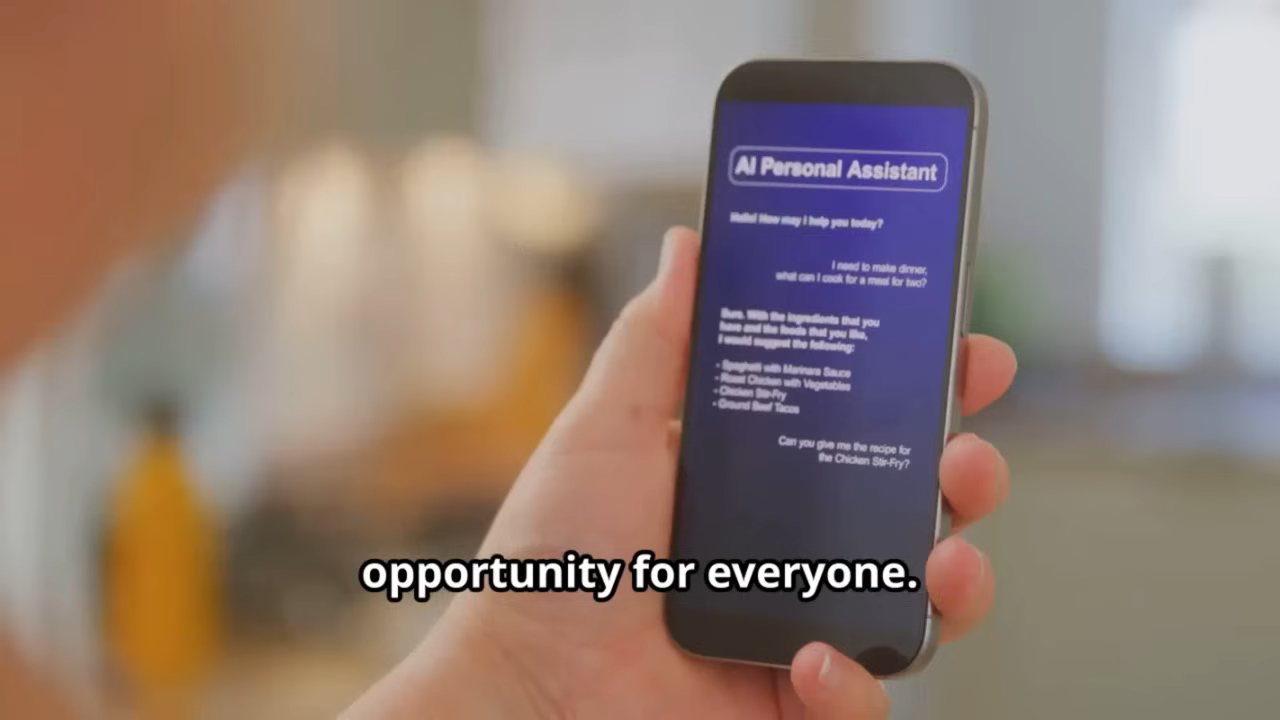 AI Personal Assistant
Hello! How may I help you today?
I need to make dinner,
what can I cook for a meal for two?
Sure. With the ingredients that you
have and the foods that you like,
I would suggest the following:
- Spaghetti with Marinara Sauce
- Roast Chicken with Vegetables
- Chicken Stir-Fry
- Ground Beef Tacos
Can you give me the recipe for
the Chicken Stir-Fry?
opportunity for everyone.